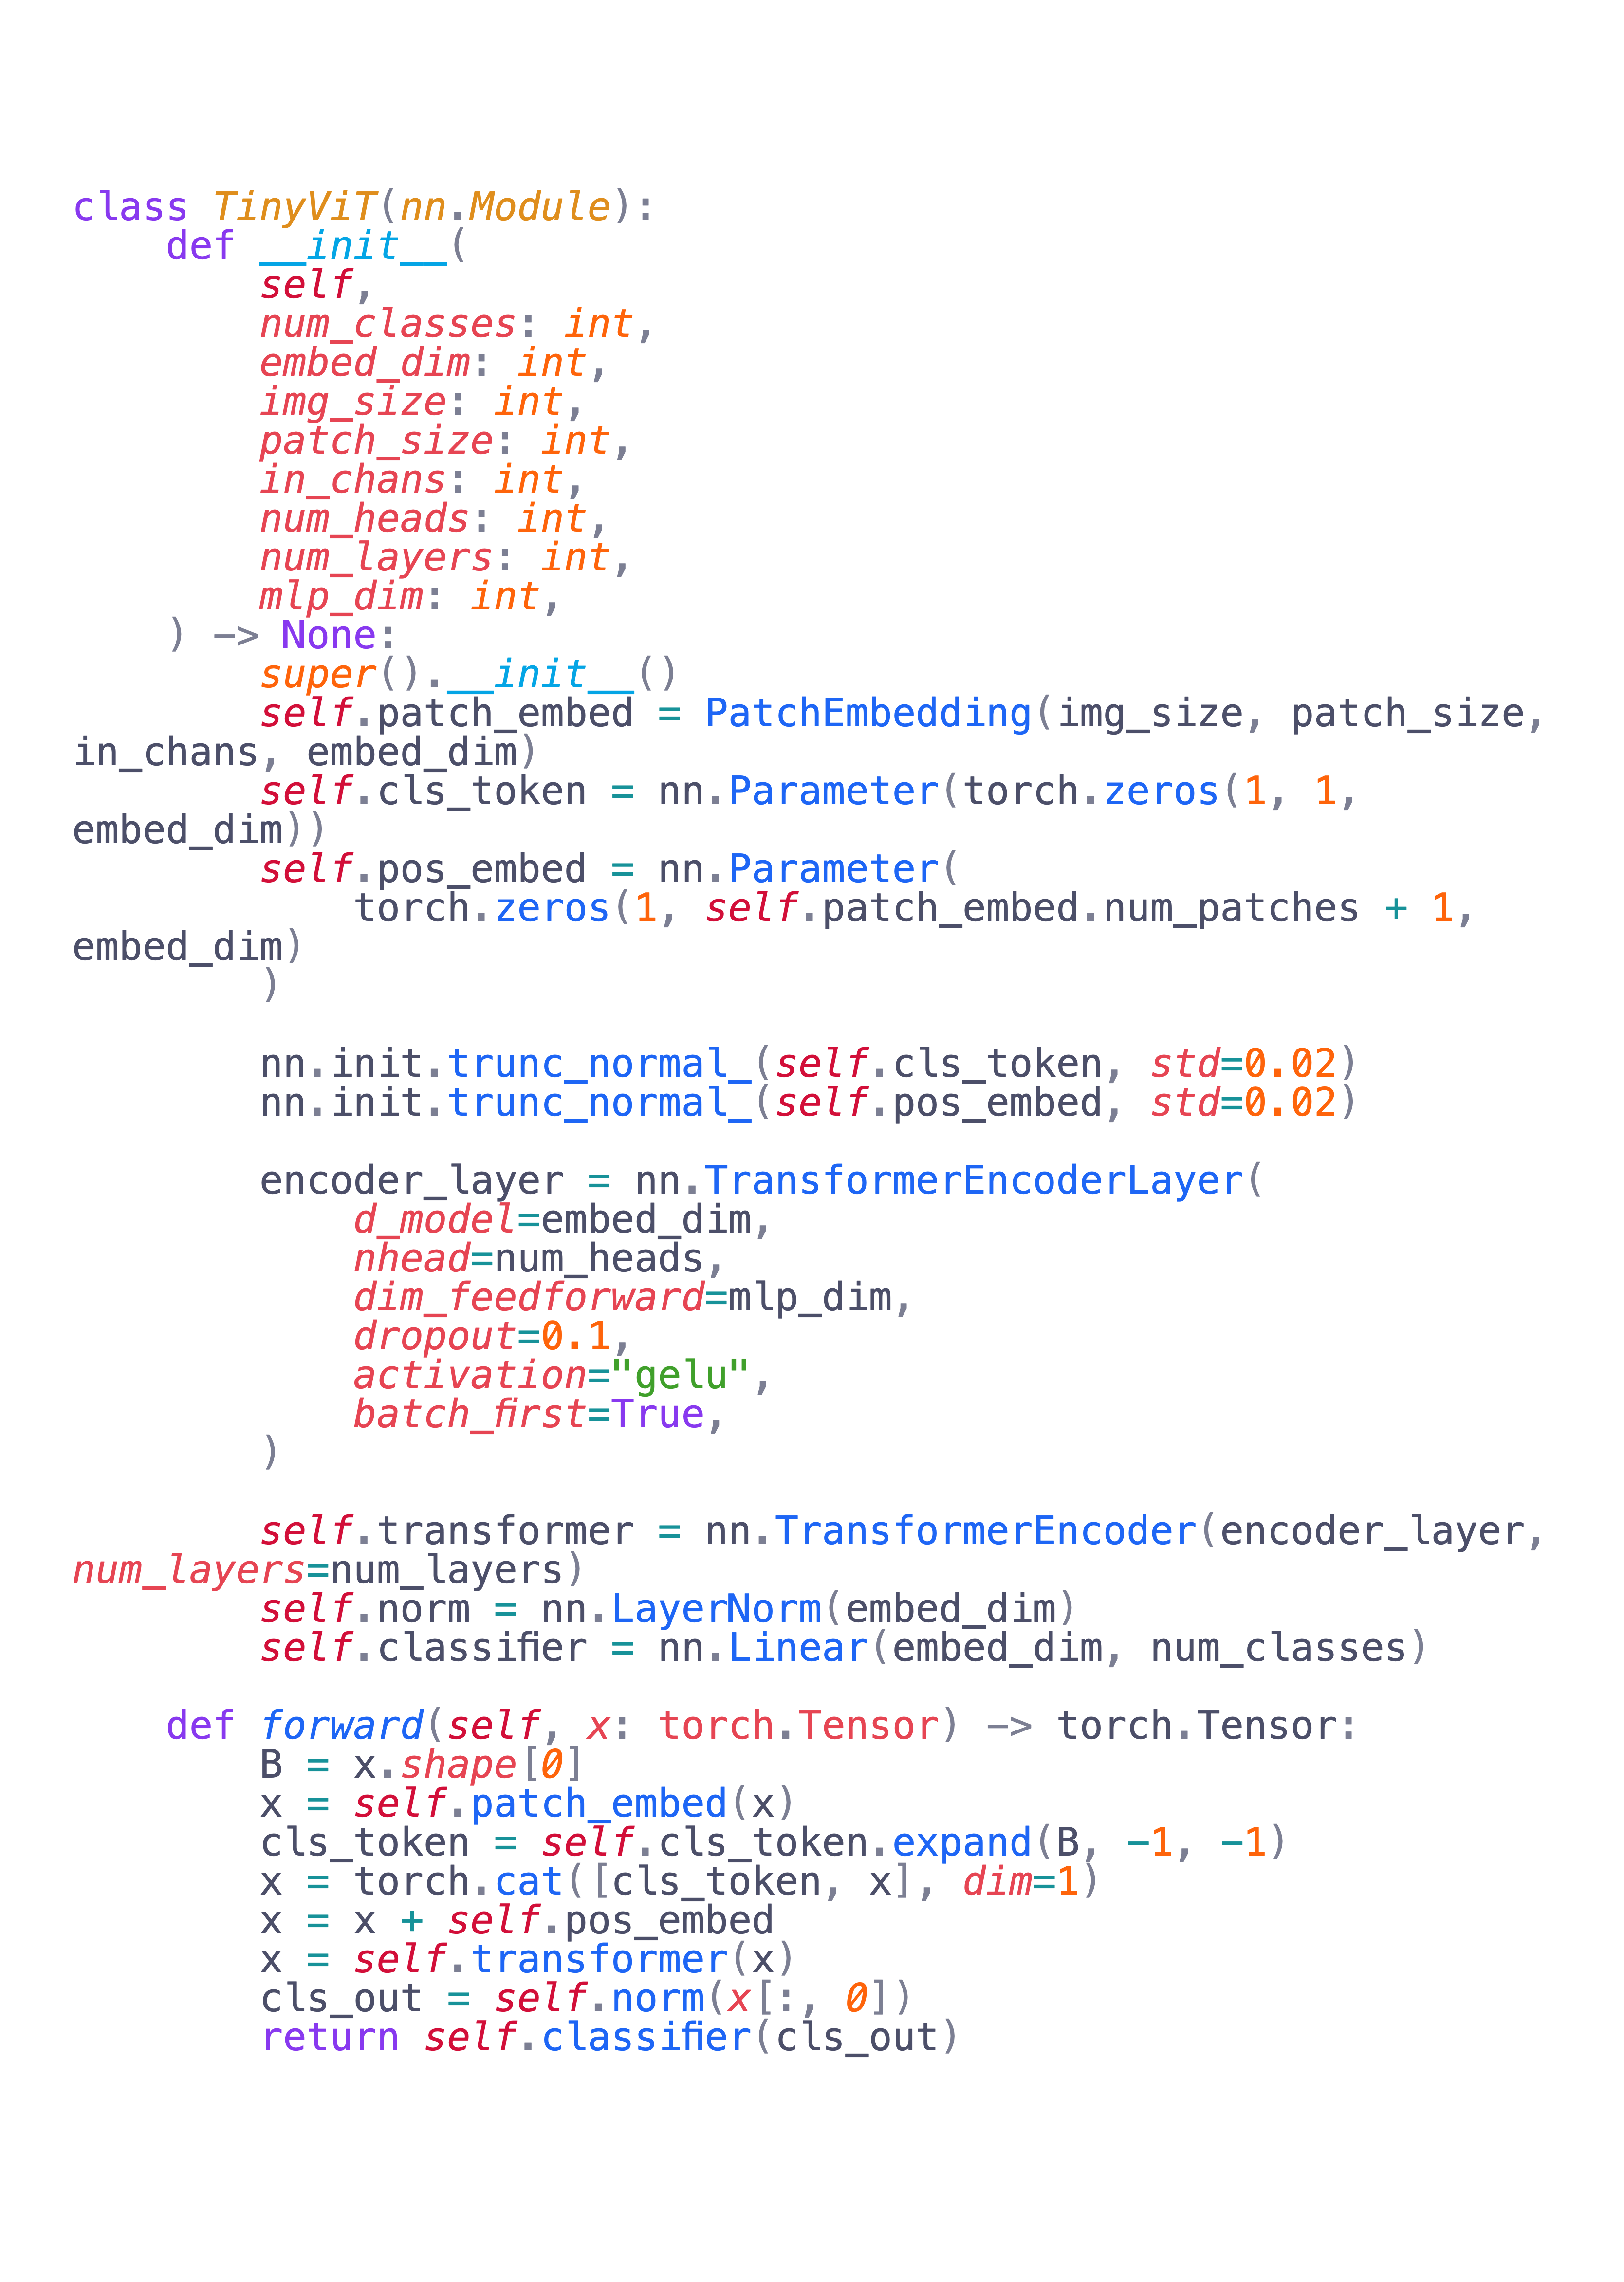 class TinyViT(nn.Module):
    def __init__(
        self,
        num_classes: int,
        embed_dim: int,
        img_size: int,
        patch_size: int,
        in_chans: int,
        num_heads: int,
        num_layers: int,
        mlp_dim: int,
    ) -> None:
        super().__init__()
        self.patch_embed = PatchEmbedding(img_size, patch_size,
in_chans, embed_dim)
        self.cls_token = nn.Parameter(torch.zeros(1, 1,
embed_dim))
        self.pos_embed = nn.Parameter(
            torch.zeros(1, self.patch_embed.num_patches + 1,
embed_dim)
        )

        nn.init.trunc_normal_(self.cls_token, std=0.02)
        nn.init.trunc_normal_(self.pos_embed, std=0.02)

        encoder_layer = nn.TransformerEncoderLayer(
            d_model=embed_dim,
            nhead=num_heads,
            dim_feedforward=mlp_dim,
            dropout=0.1,
            activation="gelu",
            batch_first=True,
        )

        self.transformer = nn.TransformerEncoder(encoder_layer,
num_layers=num_layers)
        self.norm = nn.LayerNorm(embed_dim)
        self.classifier = nn.Linear(embed_dim, num_classes)

    def forward(self, x: torch.Tensor) -> torch.Tensor:
        B = x.shape[0]
        x = self.patch_embed(x)
        cls_token = self.cls_token.expand(B, -1, -1)
        x = torch.cat([cls_token, x], dim=1)
        x = x + self.pos_embed
        x = self.transformer(x)
        cls_out = self.norm(x[:, 0])
        return self.classifier(cls_out)